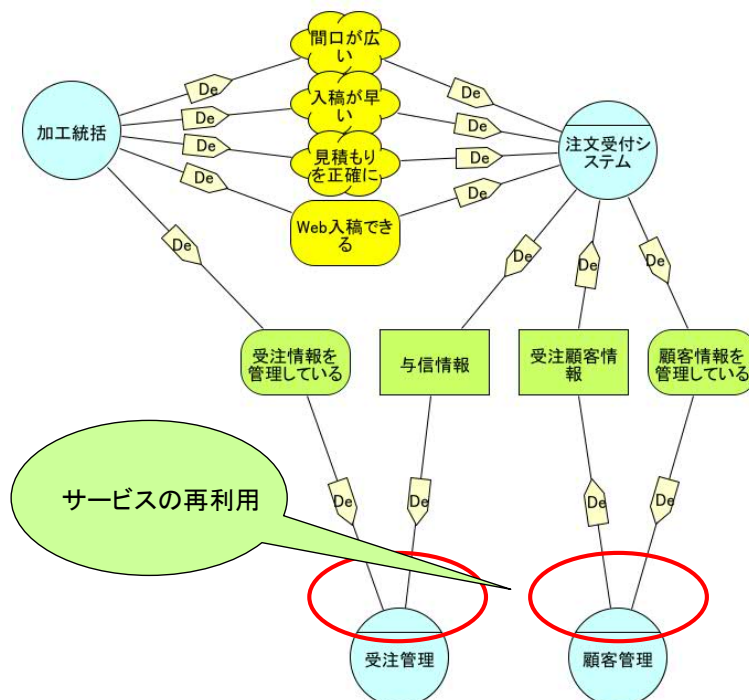 間口が広
い
De
De
入稿が早
い
De
De
加工統括
注文受付シ
ステム
De
見積もり
を正確に
De
De
Web入稿でき
る
De
De
De
De
De
受注情報を
管理している
与信情報
受注顧客情
報
顧客情報を
管理している
サービスの再利用
De
De
De
De
受注管理
顧客管理